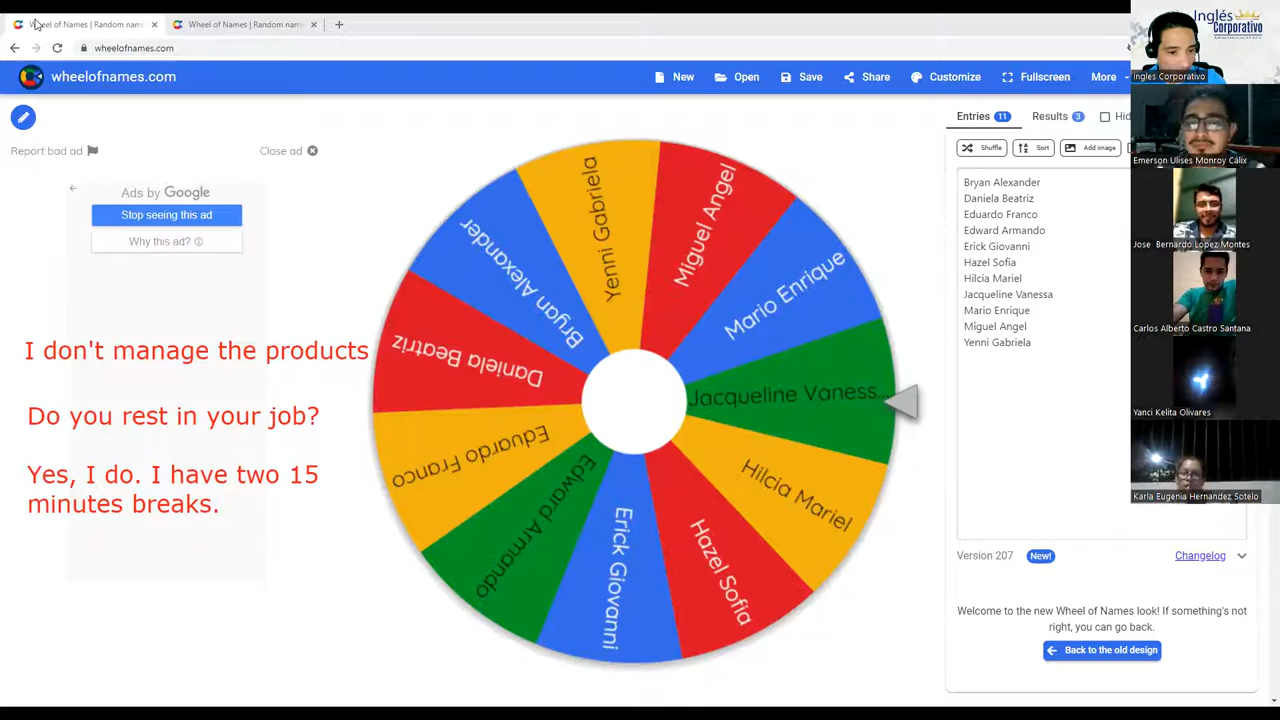 Wheel of Names | Random nam
Wheel of Names | Random nam
wheelofnames.com
wheelofnames.com
New
Open
Save
Share
Customize
Fullscreen
More
Report bad ad
Close ad
Ads by Google
Stop seeing this ad
Why this ad?
I don't manage the products
Do you rest in your job?
Yes, I do. I have two 15
minutes breaks.
Yenni Gabriela
Miguel Angel
Mario Enrique
Jacqueline Vaness...
Hilcia Mariel
Hazel Sofia
Erick Giovanni
Edward Armando
Eduardo Franco
Daniela Beatriz
Bryan Alexander
Entries 11
Results 3
Hid
Shuffle
Sort
Add image
Bryan Alexander
Daniela Beatriz
Eduardo Franco
Edward Armando
Erick Giovanni
Hazel Sofia
Hilcia Mariel
Jacqueline Vanessa
Mario Enrique
Miguel Angel
Yenni Gabriela
Version 207
New!
Changelog
Welcome to the new Wheel of Names look! If something's not
right, you can go back.
Back to the old design
Inglés
Corporativo
Ingles Corporativo
Emerson Ulises Monroy Cálix
Jose Bernardo Lopez Montes
Carlos Alberto Castro Santana
Yanci Kelita Olivares
Karla Eugenia Hernandez Sotelo